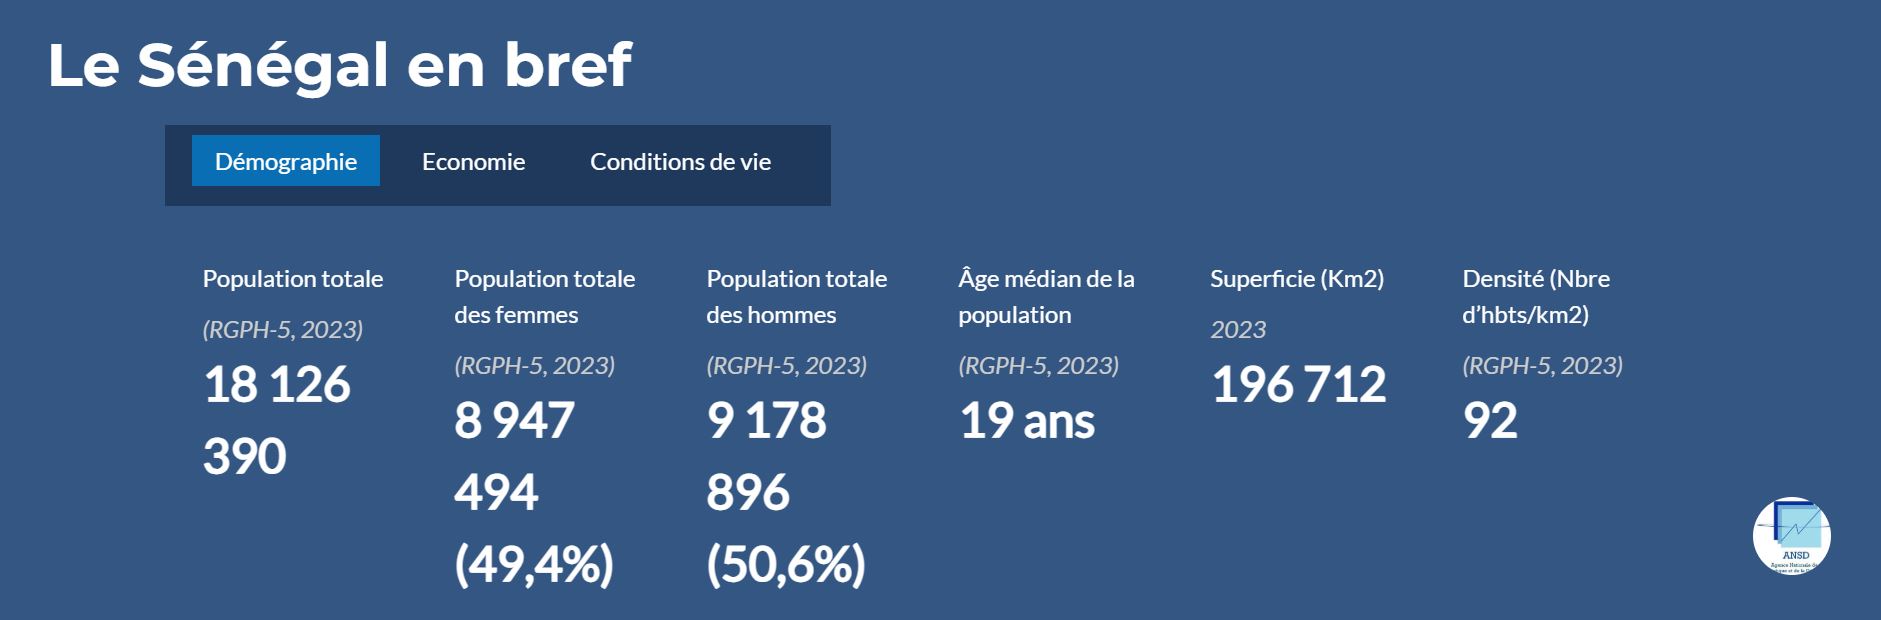 Le Sénégal en bref
Démographie
Economie
Conditions de vie
Population totale
(RGPH-5, 2023)
18 126
390
Population totale
des femmes
(RGPH-5, 2023)
8 947
494
(49,4%)
Population totale
des hommes
(RGPH-5, 2023)
9 178
896
(50,6%)
Âge médian de la
population
(RGPH-5, 2023)
19 ans
Superficie (Km2)
2023
196 712
Densité (Nbre
d’hbts/km2)
(RGPH-5, 2023)
92
ANSD
Agence Nationale de